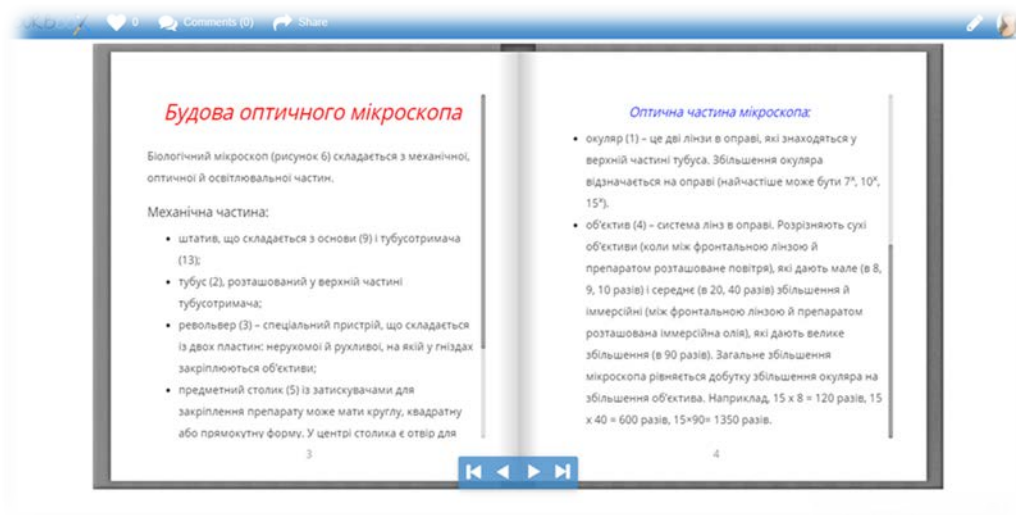 0 Comments (0) Share
Будова оптичного мікроскопа
Біологічний мікроскоп (рисунок 6) складається з механічної,
оптичної й освітлювальної частин.
Механічна частина:
• штатив, що складається з основи (9) і тубусотримача
(13);
• тубус (2), розташований у верхній частині
тубусотримача;
• револьвер (3) – спеціальний пристрій, що складається
із двох пластин: нерухомої й рухливої, на якій у гніздах
закріплюються об'єктиви;
• предметний столик (5) із затискувачами для
закріплення препарату може мати круглу, квадратну
або прямокутну форму. У центрі столика є отвір для
3
Оптична частина мікроскопа:
• окуляр (1) – це дві лінзи в оправі, які знаходяться у
верхній частині тубуса. Збільшення окуляра
відзначається на оправі (найчастіше може бути 7ˣ, 10ˣ,
15ˣ).
• об'єктив (4) – система лінз в оправі. Розрізняють сухі
об'єктиви (коли між фронтальною лінзою й
препаратом розташоване повітря), які дають мале (в 8,
9, 10 разів) і середнє (в 20, 40 разів) збільшення й
іммерсійні (між фронтальною лінзою й препаратом
розташована іммерсійна олія), які дають велике
збільшення (в 90 разів). Загальне збільшення
мікроскопа рівняється добутку збільшення окуляра на
збільшення об'єктива. Наприклад, 15 х 8 = 120 разів, 15
х 40 = 600 разів, 15×90= 1350 разів.
4